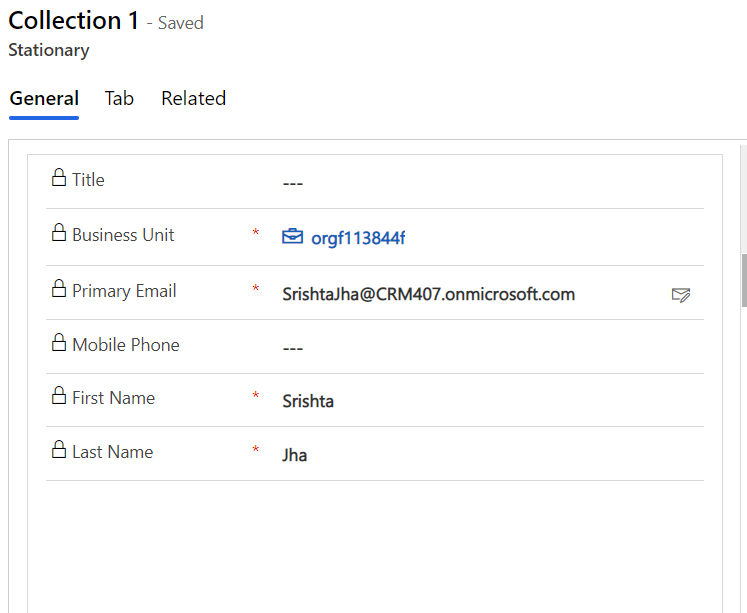 Collection 1 - Saved
Stationary
General Tab Related
Title ---
Business Unit * orgf113844f
Primary Email * SrishtaJha@CRM407.onmicrosoft.com
Mobile Phone ---
First Name * Srishta
Last Name * Jha